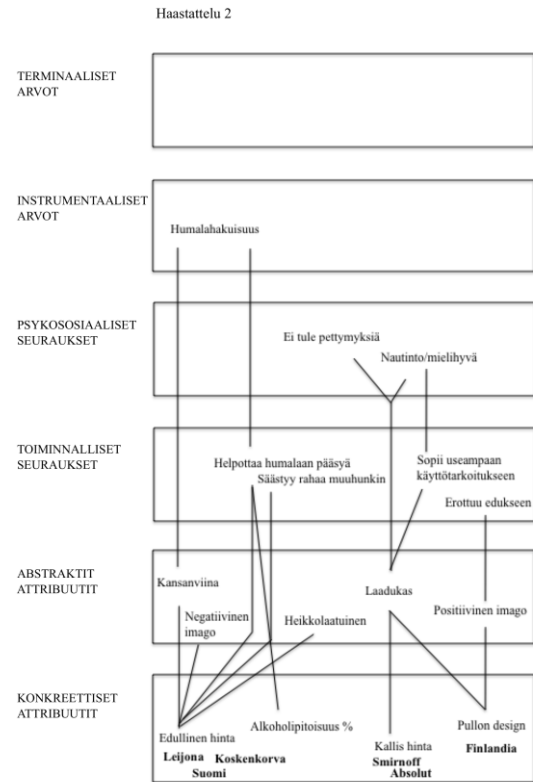 Haastattelu 2
TERMINAALISET
ARVOT
INSTRUMENTAALISET
ARVOT
Humalahakuisuus
PSYKOSOSIAALISET
SEURAUKSET
Ei tule pettymyksiä
Nautinto/mielihyvä
TOIMINNALLISET
SEURAUKSET
Helpottaa humalaan pääsyä
Säästyy rahaa muuhunkin
Sopii useampaan
käyttötarkoitukseen
Erottuu edukseen
ABSTRAKTIT
ATTRIBUUTIT
Kansanviina
Negatiivinen
imago
Heikkolaatuinen
Laadukas
Positiivinen imago
KONKREETTISET
ATTRIBUUTIT
Edullinen hinta
Alkoholipitoisuus %
Kallis hinta
Pullon design
Leijona
Koskenkorva
Suomi
Smirnoff
Absolut
Finlandia